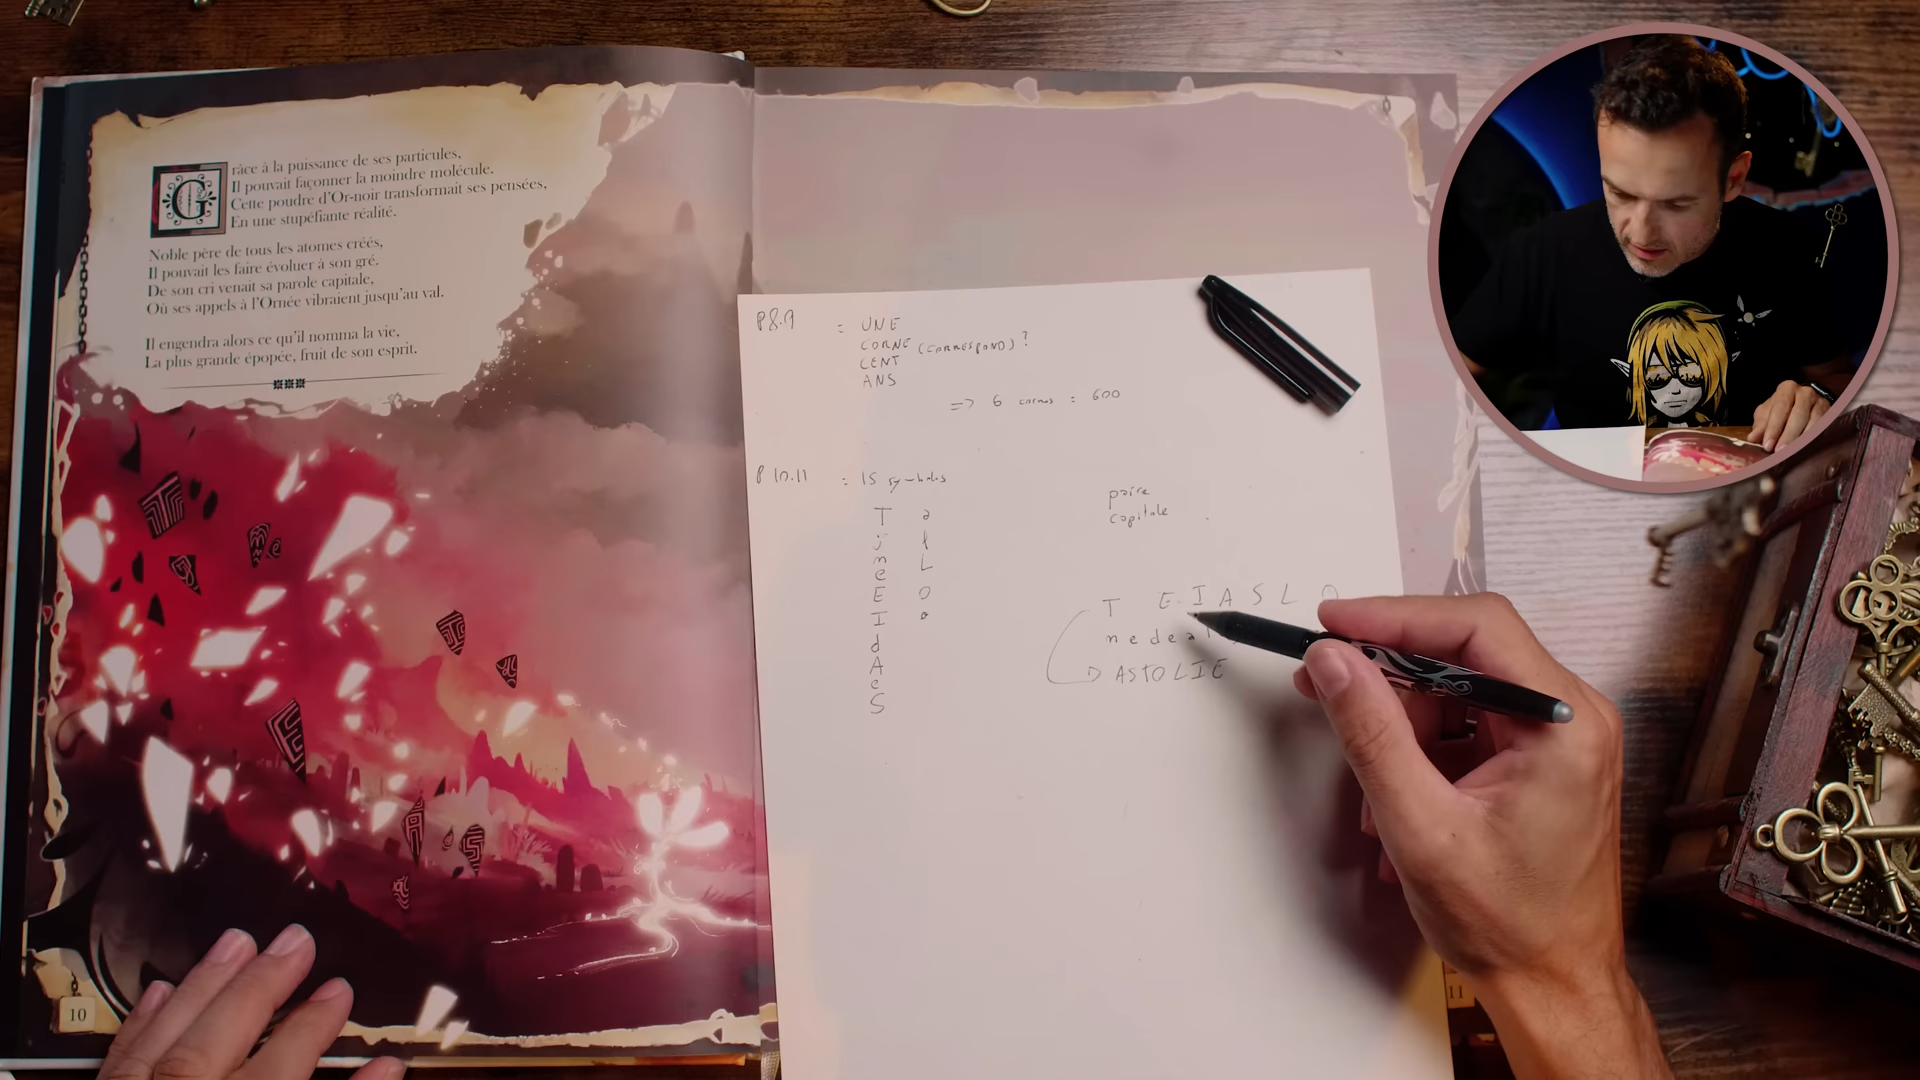 Grâce à la puissance de ses particules,
Il pouvait façonner la moindre molécule.
Cette poudre d'Or-noir transformait ses pensées,
En une stupéfiante réalité.
Noble père de tous les atomes créés,
Il pouvait les faire évoluer à son gré.
De son cri venait sa parole capitale,
Où ses appels à l'Ornée vibraient jusqu'au val.
Il engendra alors ce qu'il nomma la vie,
La plus grande épopée, fruit de son esprit.
10
P8.9 = UNE
CORNE (CORRESPOND) ?
CENT
ANS
=> 6 cornes = 600
P 10.11 : 15 symboles
T a
j l
m L
e
E O
I o
d
A
e
S
paire
capitale
T E I A S L O
m e d e a l
ASTOLIE
11